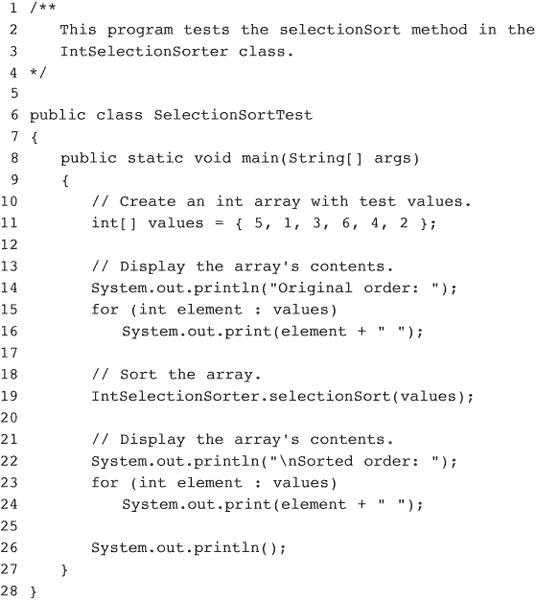 1 /**
2    This program tests the selectionSort method in the
3    IntSelectionSorter class.
4 */
5
6 public class SelectionSortTest
7 {
8    public static void main(String[] args)
9    {
10       // Create an int array with test values.
11       int[] values = { 5, 1, 3, 6, 4, 2 };
12
13       // Display the array's contents.
14       System.out.println("Original order: ");
15       for (int element : values)
16          System.out.print(element + " ");
17
18       // Sort the array.
19       IntSelectionSorter.selectionSort(values);
20
21       // Display the array's contents.
22       System.out.println("\nSorted order: ");
23       for (int element : values)
24          System.out.print(element + " ");
25
26       System.out.println();
27    }
28 }